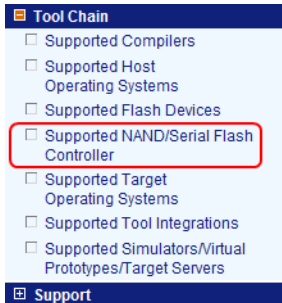 Tool Chain
Supported Compilers
Supported Host
Operating Systems
Supported Flash Devices
Supported NAND/Serial Flash
Controller
Supported Target
Operating Systems
Supported Tool Integrations
Supported Simulators/Virtual
Prototypes/Target Servers
Support